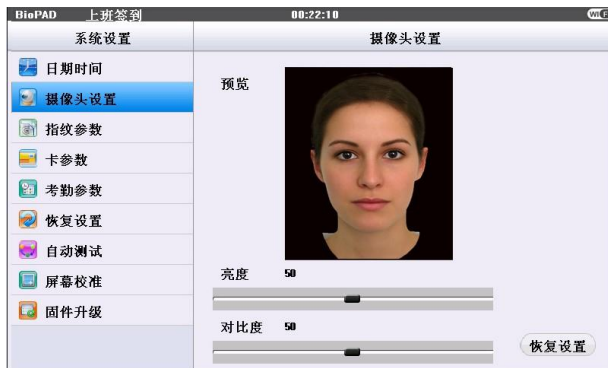 BioPAD 上班签到 00:22:10 WIF
系统设置
摄像头设置
日期时间
摄像头设置
指纹参数
卡参数
考勤参数
恢复设置
自动测试
屏幕校准
固件升级
预览
亮度 50
对比度 50
恢复设置